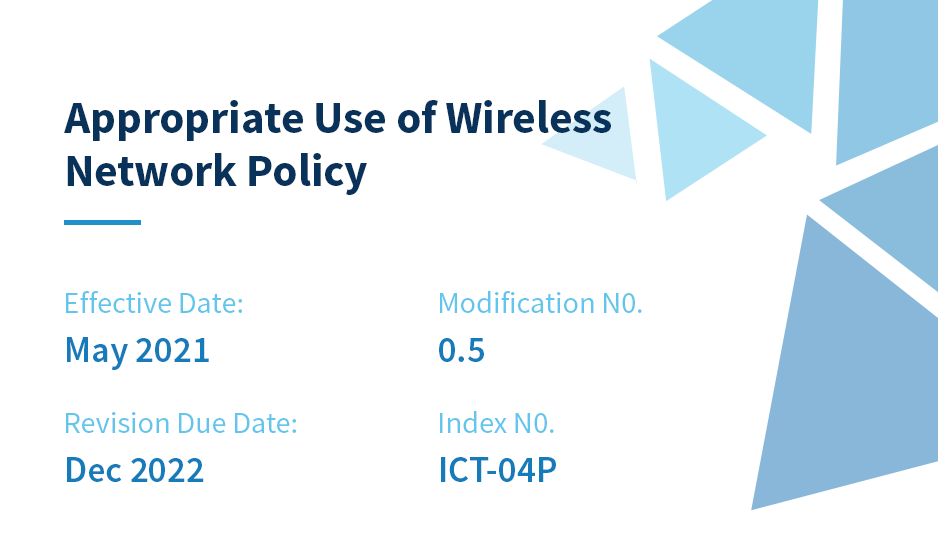 Appropriate Use of Wireless
Network Policy
Effective Date:
May 2021
Modification N0.
0.5
Revision Due Date:
Dec 2022
Index N0.
ICT-04P